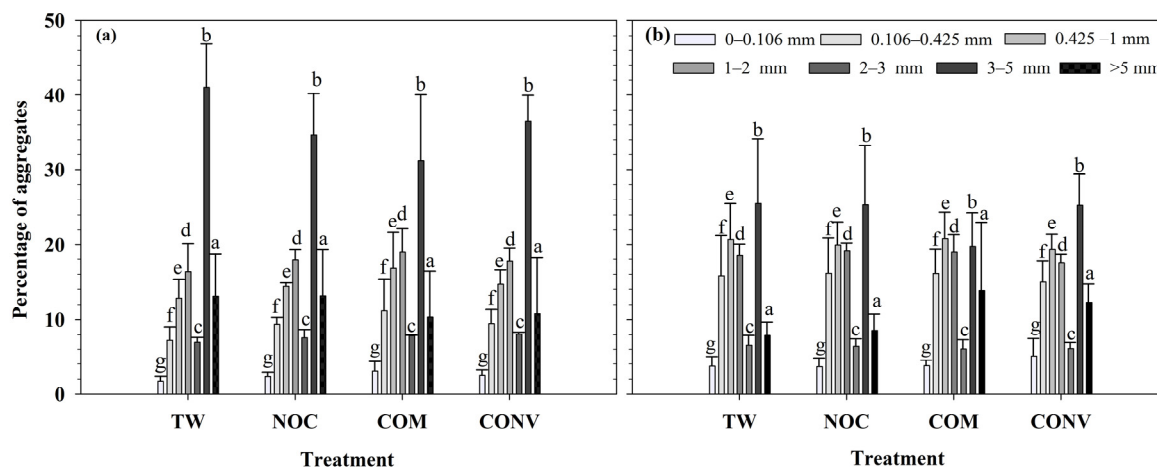 50
40
30
20
10
0
Percentage of aggregates
(a)
g f e d c b a
g f e d c b a
g f e d c b a
g f e d c b a
TW NOC COM CONV
Treatment
(b)
0–0.106 mm 0.106–0.425 mm 0.425 –1 mm
1–2 mm 2–3 mm 3–5 mm >5 mm
g f e d c b a
g f e d c b a
g f e d c b a
g f e d c b a
TW NOC COM CONV
Treatment